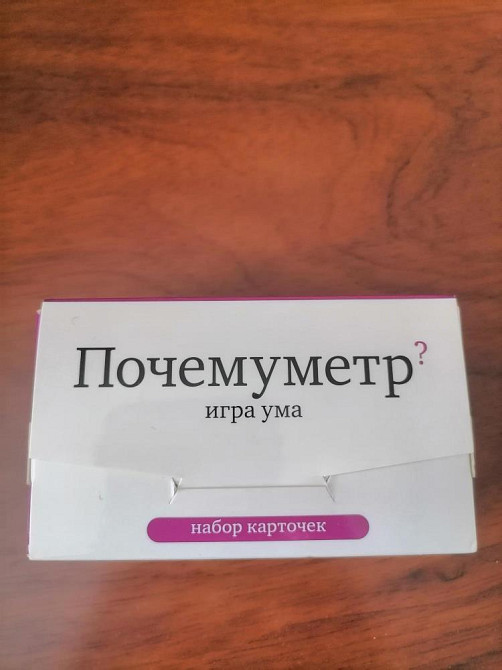 Почемуметр?
игра ума
набор карточек